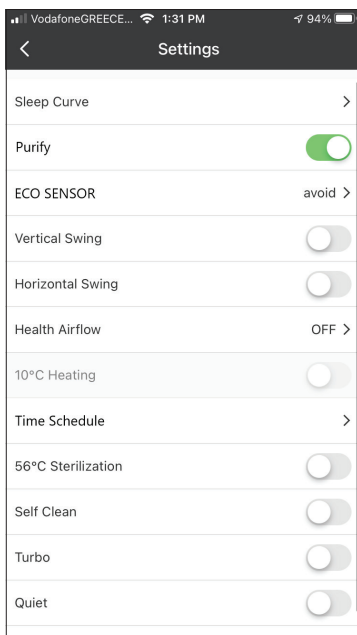 VodafoneGREECE... 1:31 PM 94%
Settings
Sleep Curve
Purify
ECO SENSOR avoid
Vertical Swing
Horizontal Swing
Health Airflow OFF
10°C Heating
Time Schedule
56°C Sterilization
Self Clean
Turbo
Quiet